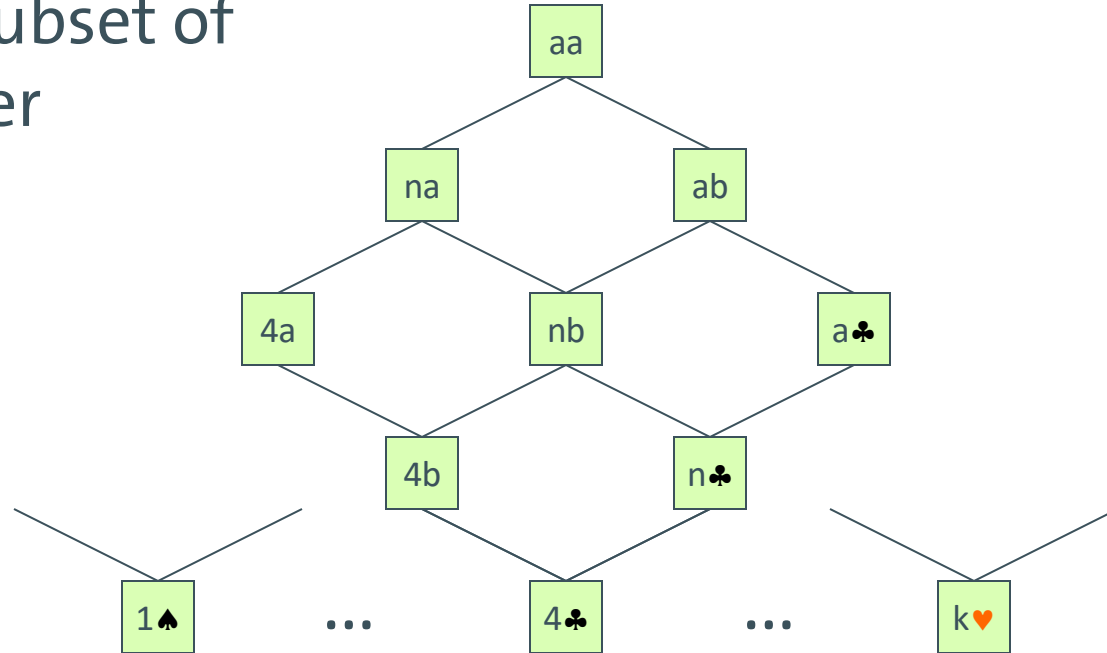 ubset of
er
aa
na ab
4a nb a♣
4b n♣
1♠ ... 4♣ ... k♥